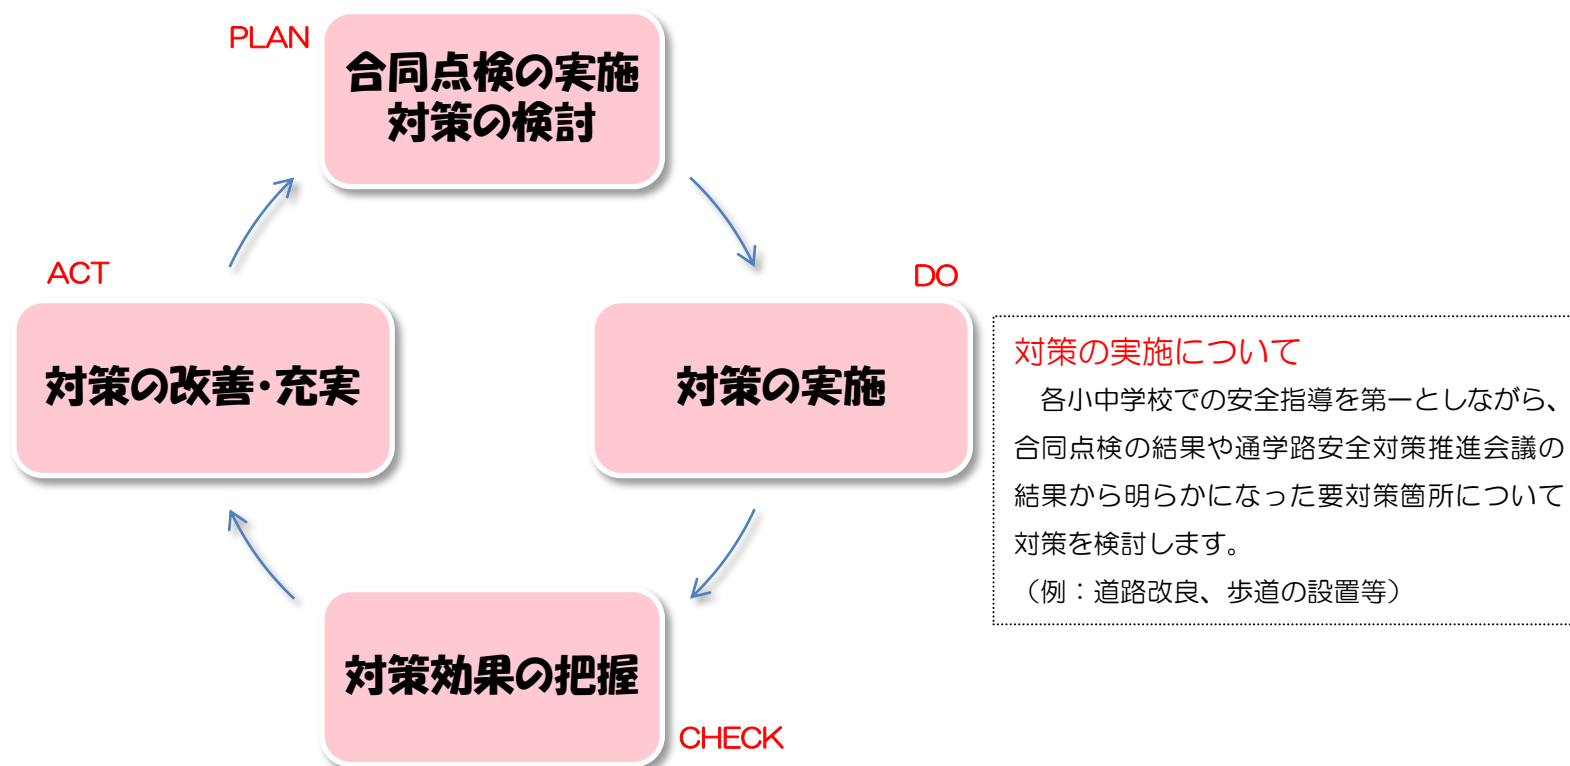 PLAN
合同点検の実施
対策の検討
ACT
対策の改善・充実
DO
対策の実施
対策の実施について
各小中学校での安全指導を第一としながら、
合同点検の結果や通学路安全対策推進会議の
結果から明らかになった要対策箇所について
対策を検討します。
（例：道路改良、歩道の設置等）
対策効果の把握
CHECK